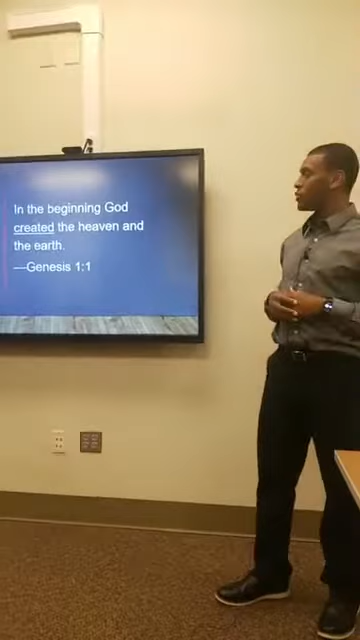 In the beginning God
created the heaven and
the earth.
—Genesis 1:1